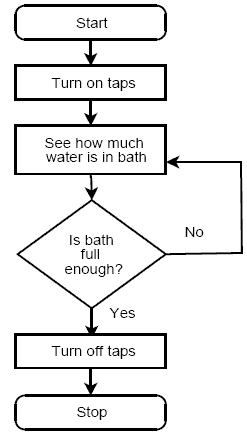 Start
Turn on taps
See how much
water is in bath
Is bath
full
enough?
No
Yes
Turn off taps
Stop